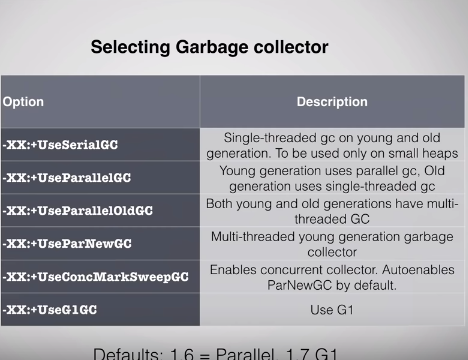 Selecting Garbage collector
Option
Description
-XX:+UseSerialGC
Single-threaded gc on young and old
generation. To be used only on small heaps
-XX:+UseParallelGC
Young generation uses parallel gc, Old
generation uses single-threaded gc
-XX:+UseParallelOldGC
Both young and old generations have multi-
threaded GC
-XX:+UseParNewGC
Multi-threaded young generation garbage
collector
-XX:+UseConcMarkSweepGC
Enables concurrent collector. Autoenables
ParNewGC by default.
-XX:+UseG1GC
Use G1
Defaults: 1.6 = Parallel, 1.7 G1